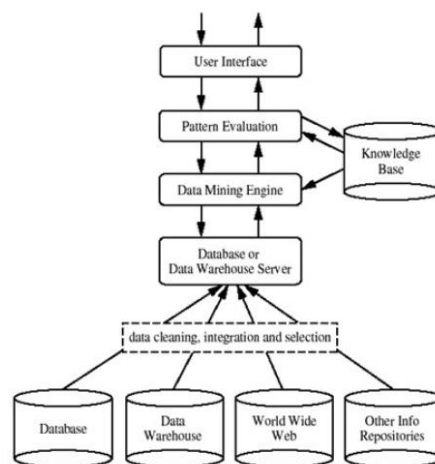 User Interface
Pattern Evaluation
Knowledge
Base
Data Mining Engine
Database or
Data Warehouse Server
data cleaning, integration and selection
Database
Data
Warehouse
World Wide
Web
Other Info
Repositories